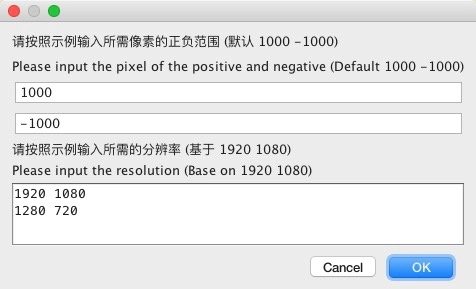 请按照示例输入所需像素的正负范围 (默认 1000 -1000)
Please input the pixel of the positive and negative (Default 1000 -1000)
1000
-1000
请按照示例输入所需的分辨率 (基于 1920 1080)
Please input the resolution (Base on 1920 1080)
1920 1080
1280 720
Cancel OK